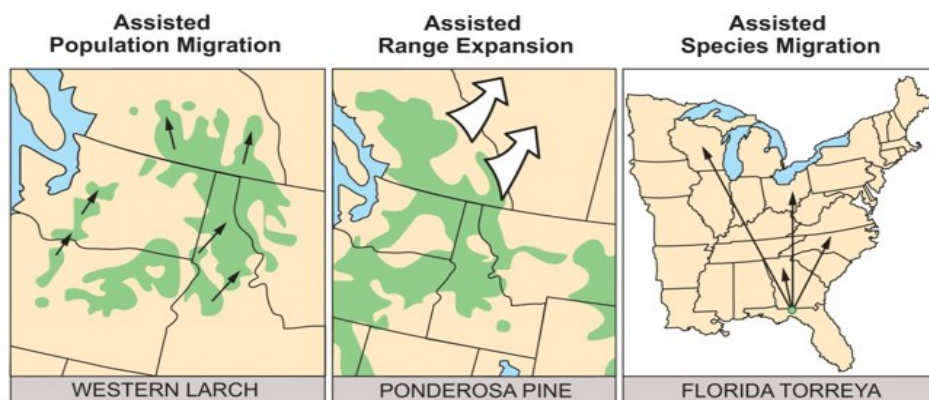 Assisted
Population Migration
Assisted
Range Expansion
Assisted
Species Migration
WESTERN LARCH
PONDEROSA PINE
FLORIDA TORREYA